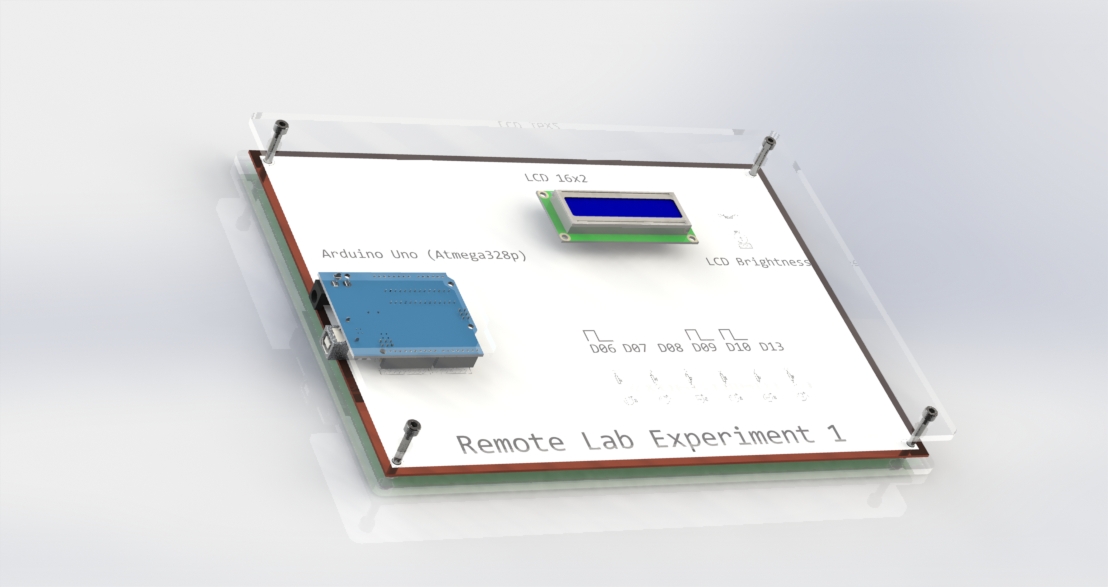 LCD 16x2
Arduino Uno (Atmega328p)
LCD Brightness
D06 D07 D08 D09 D10 D13
Remote Lab Experiment 1